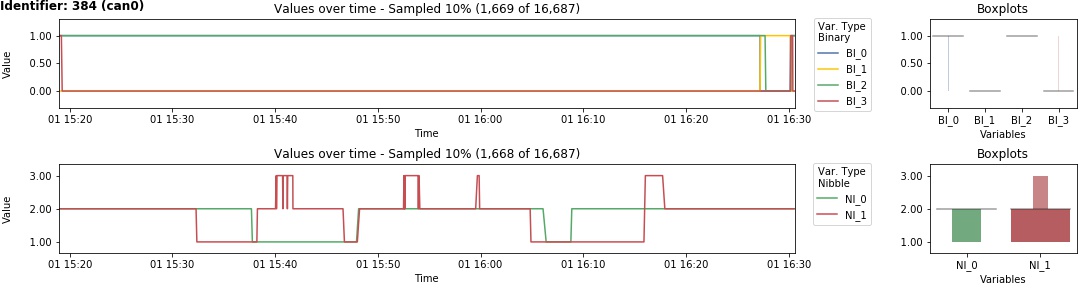 Identifier: 384 (can0)
Values over time - Sampled 10% (1,669 of 16,687)
Value
1.00
0.50
0.00
01 15:20 01 15:30 01 15:40 01 15:50 01 16:00 01 16:10 01 16:20 01 16:30
Time
Var. Type
Binary
BI_0
BI_1
BI_2
BI_3
Boxplots
1.00
0.50
0.00
BI_0 BI_1 BI_2 BI_3
Variables
Values over time - Sampled 10% (1,668 of 16,687)
Value
3.00
2.00
1.00
01 15:20 01 15:30 01 15:40 01 15:50 01 16:00 01 16:10 01 16:20 01 16:30
Time
Var. Type
Nibble
NI_0
NI_1
Boxplots
3.00
2.00
1.00
NI_0 NI_1
Variables